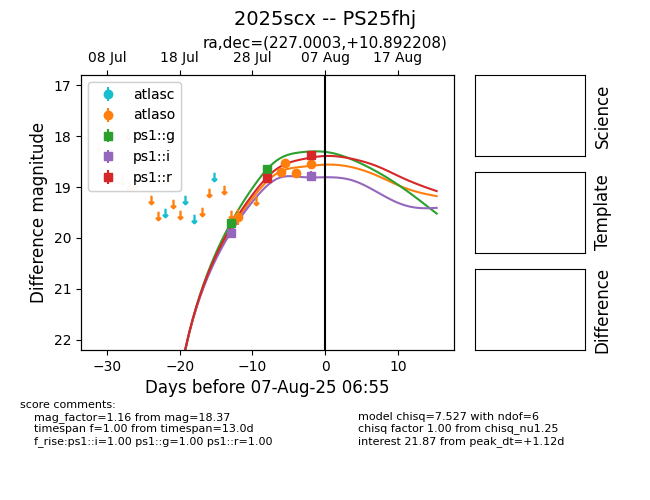 2025scx -- PS25fhj
ra,dec=(227.0003,+10.892208)
08 Jul 18 Jul 28 Jul 07 Aug 17 Aug
17
18
19
20
21
22
Difference magnitude
atlasc
atlaso
ps1::g
ps1::i
ps1::r
−30 −20 −10 0 10
Days before 07-Aug-25 06:55
Science
Template
Difference
score comments:
mag_factor=1.16 from mag=18.37
timespan f=1.00 from timespan=13.0d
f_rise:ps1::i=1.00 ps1::g=1.00 ps1::r=1.00
model chisq=7.527 with ndof=6
chisq factor 1.00 from chisq_nu1.25
interest 21.87 from peak_dt=+1.12d